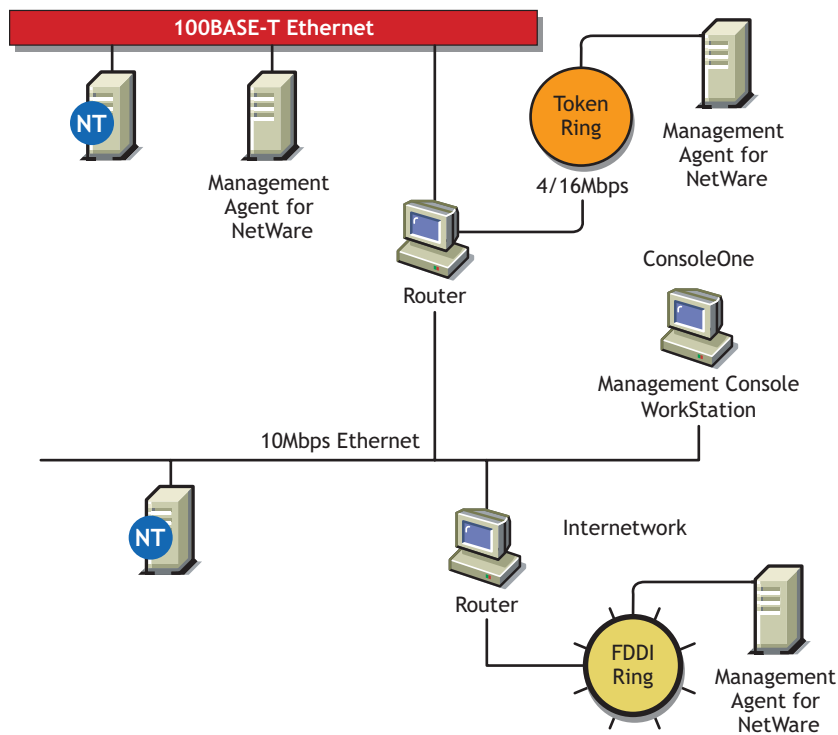 100BASE-T Ethernet
NT
Management
Agent for
NetWare
Token
Ring
4/16Mbps
Management
Agent for
NetWare
Router
ConsoleOne
Management Console
WorkStation
10Mbps Ethernet
NT
Router
Internetwork
FDDI
Ring
Management
Agent for
NetWare